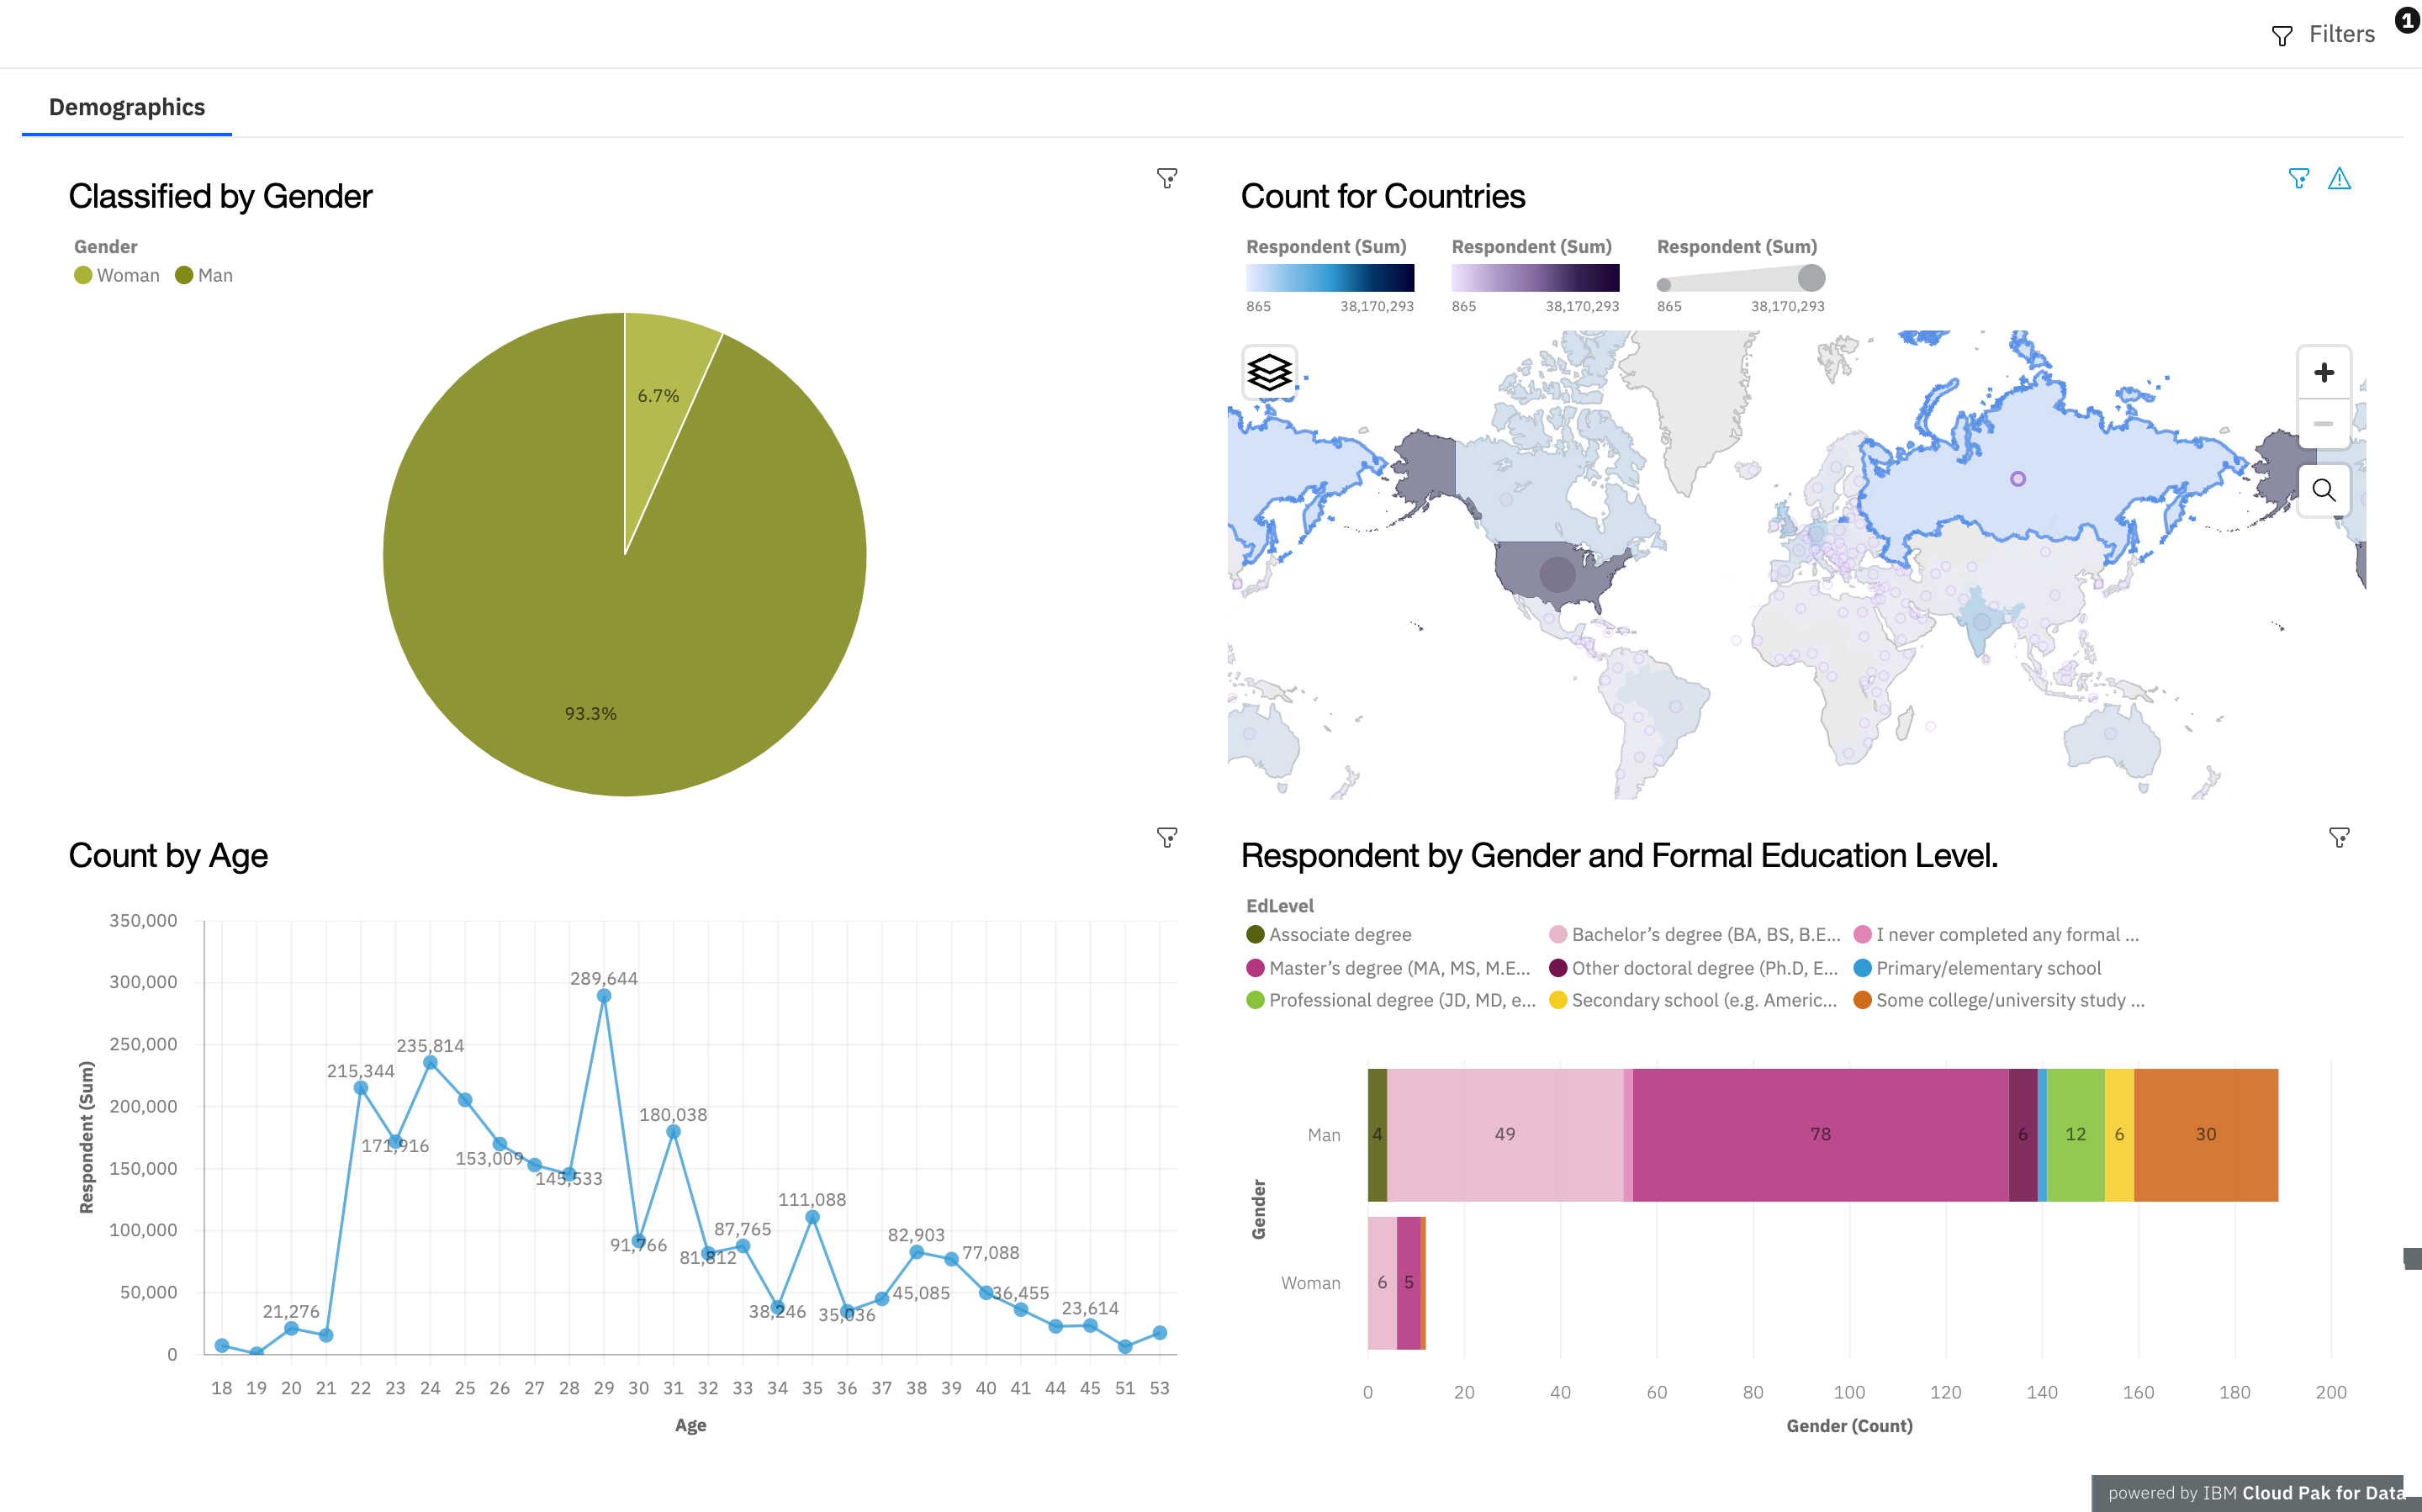 Filters
1
Demographics
Classified by Gender
Gender
Woman Man
6.7%
93.3%
Count for Countries
Respondent (Sum) Respondent (Sum) Respondent (Sum)
865 38,170,293 865 38,170,293 865 38,170,293
+
−
Count by Age
Respondent (Sum)
350,000
300,000
250,000
200,000
150,000
100,000
50,000
0
21,276
215,344
171,916
235,814
153,009
145,533
289,644
91,766
180,038
81,812
87,765
38,246
111,088
35,036
45,085
82,903
77,088
36,455
23,614
18 19 20 21 22 23 24 25 26 27 28 29 30 31 32 33 34 35 36 37 38 39 40 41 44 45 51 53
Age
Respondent by Gender and Formal Education Level.
EdLevel
Associate degree Bachelor’s degree (BA, BS, B.E... I never completed any formal ...
Master’s degree (MA, MS, M.E... Other doctoral degree (Ph.D, E... Primary/elementary school
Professional degree (JD, MD, e... Secondary school (e.g. Americ... Some college/university study ...
Gender
Man 4 49 78 6 12 6 30
Woman 6 5
0 20 40 60 80 100 120 140 160 180 200
Gender (Count)
powered by IBM Cloud Pak for Data